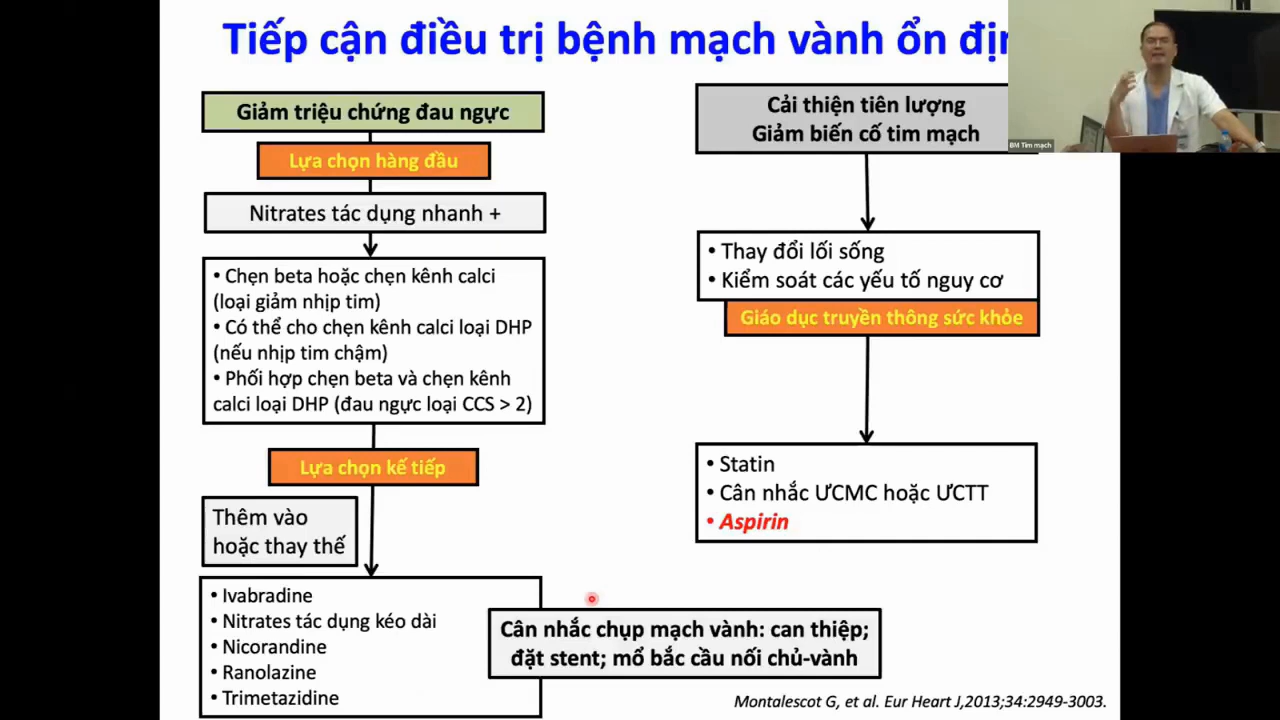 Tiếp cận điều trị bệnh mạch vành ổn
Giảm triệu chứng đau ngực
Lựa chọn hàng đầu
Nitrates tác dụng nhanh +
• Chẹn beta hoặc chẹn kênh calci
(loại giảm nhịp tim)
• Có thể cho chẹn kênh calci loại DHP
(nếu nhịp tim chậm)
• Phối hợp chẹn beta và chẹn kênh
calci loại DHP (đau ngực loại CCS > 2)
Lựa chọn kế tiếp
Thêm vào
hoặc thay thế
• Ivabradine
• Nitrates tác dụng kéo dài
• Nicorandine
• Ranolazine
• Trimetazidine
Cải thiện tiên lượng
Giảm biến cố tim mạch
• Thay đổi lối sống
• Kiểm soát các yếu tố nguy cơ
Giáo dục truyền thông sức khỏe
• Statin
• Cân nhắc ƯCMC hoặc ƯCTT
• Aspirin
Cân nhắc chụp mạch vành: can thiệp;
đặt stent; mổ bắc cầu nối chủ-vành
Montalescot G, et al. Eur Heart J,2013;34:2949-3003.
BM Tim mạch